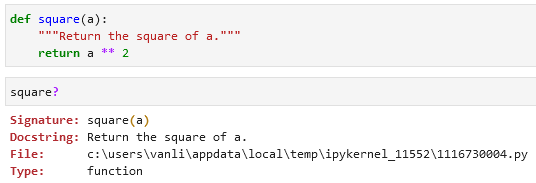 def square(a):
    """Return the square of a."""
    return a ** 2
square?
Signature: square(a)
Docstring: Return the square of a.
File:      c:\users\vanli\appdata\local\temp\ipykernel_11552\1116730004.py
Type:      function